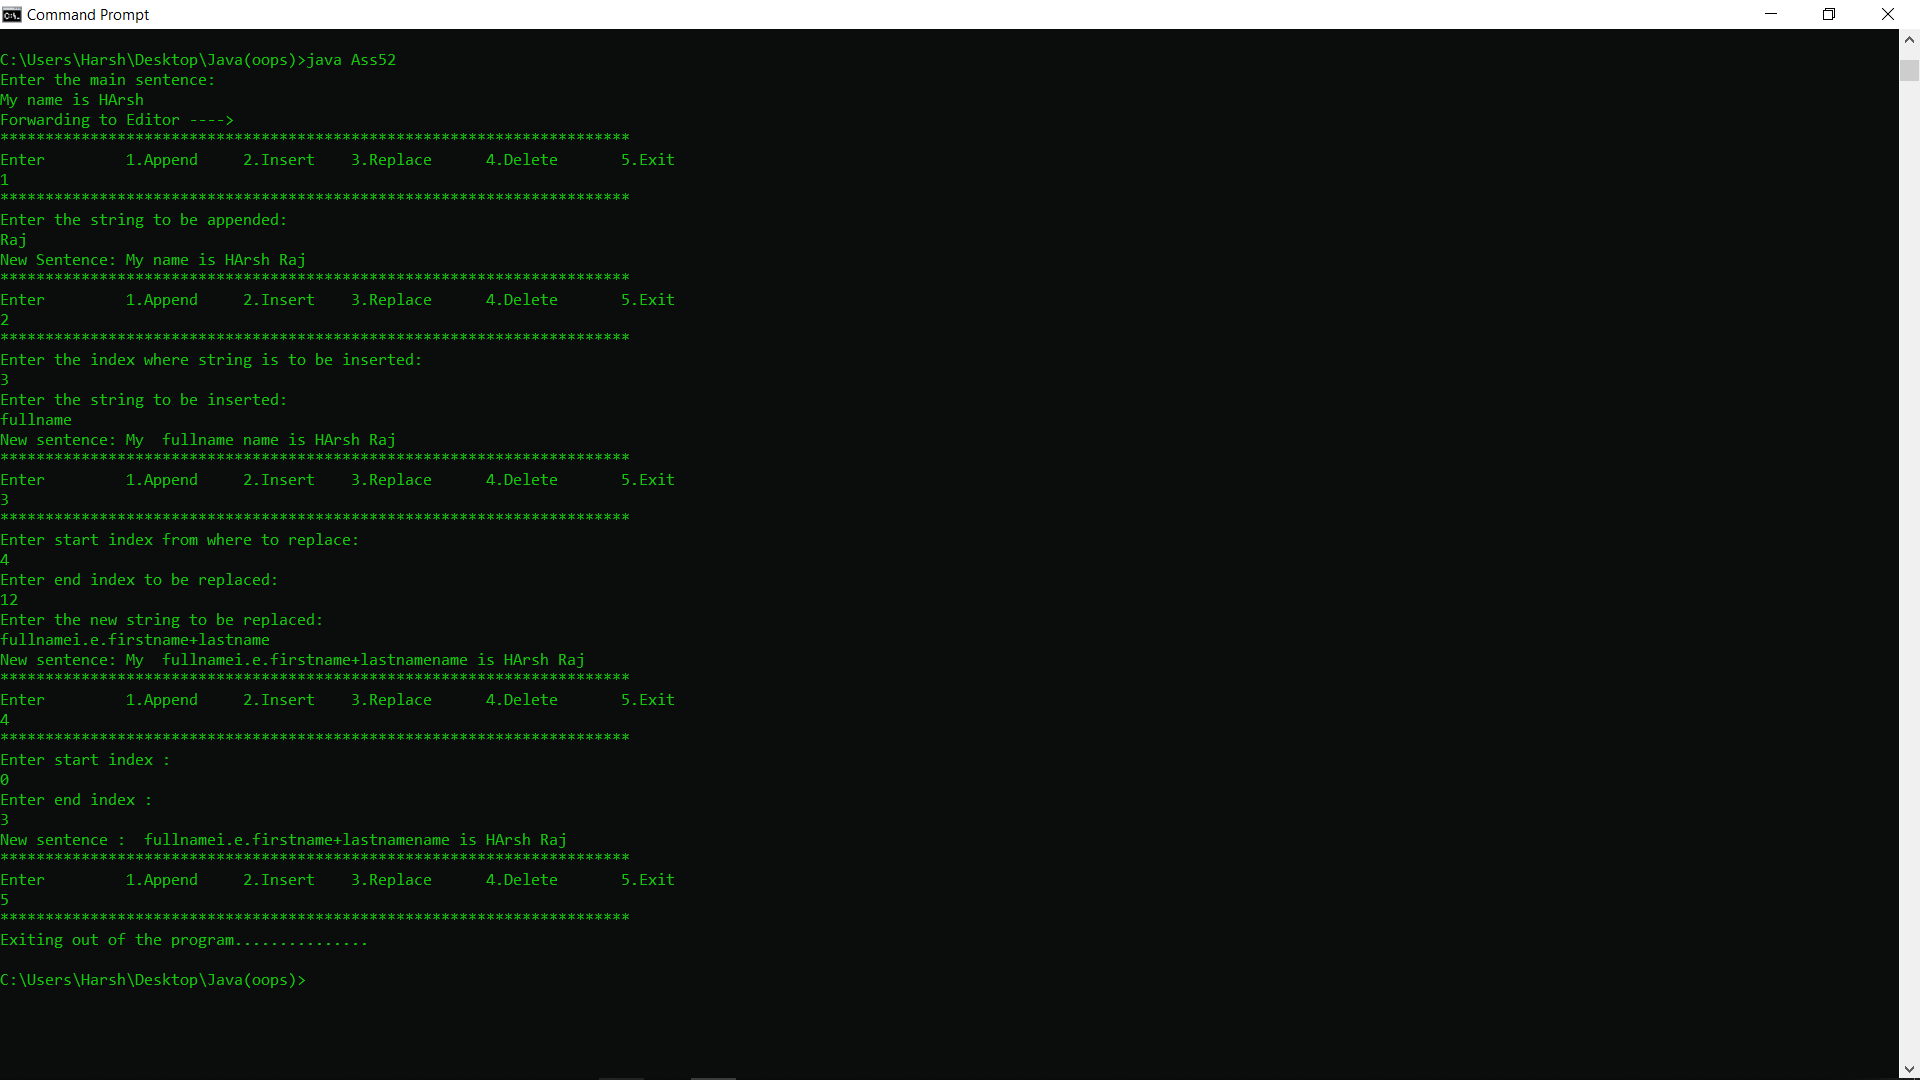 Command Prompt
C:\Users\Harsh\Desktop\Java(oops)>java Ass52
Enter the main sentence:
My name is HArsh
Forwarding to Editor ---->
**********************************************************************
Enter         1.Append     2.Insert    3.Replace      4.Delete       5.Exit
1
**********************************************************************
Enter the string to be appended:
Raj
New Sentence: My name is HArsh Raj
**********************************************************************
Enter         1.Append     2.Insert    3.Replace      4.Delete       5.Exit
2
**********************************************************************
Enter the index where string is to be inserted:
3
Enter the string to be inserted:
fullname
New sentence: My  fullname name is HArsh Raj
**********************************************************************
Enter         1.Append     2.Insert    3.Replace      4.Delete       5.Exit
3
**********************************************************************
Enter start index from where to replace:
4
Enter end index to be replaced:
12
Enter the new string to be replaced:
fullnamei.e.firstname+lastname
New sentence: My  fullnamei.e.firstname+lastnamename is HArsh Raj
**********************************************************************
Enter         1.Append     2.Insert    3.Replace      4.Delete       5.Exit
4
**********************************************************************
Enter start index :
0
Enter end index :
3
New sentence :  fullnamei.e.firstname+lastnamename is HArsh Raj
**********************************************************************
Enter         1.Append     2.Insert    3.Replace      4.Delete       5.Exit
5
**********************************************************************
Exiting out of the program...............
C:\Users\Harsh\Desktop\Java(oops)>